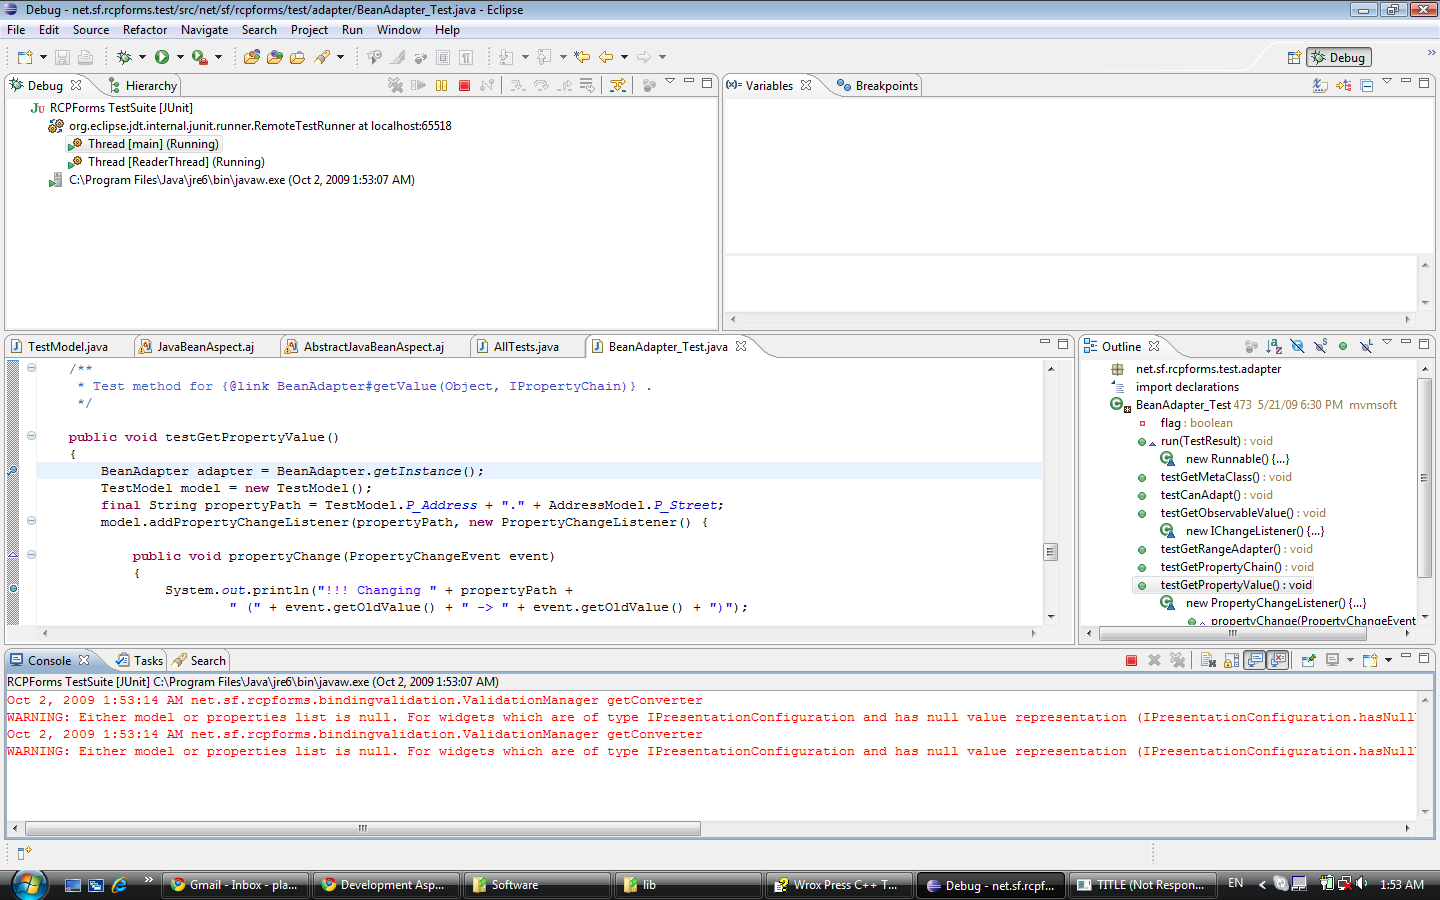 Debug - net.sf.rcpforms.test/src/net/sf/rcpforms/test/adapter/BeanAdapter_Test.java - Eclipse
File Edit Source Refactor Navigate Search Project Run Window Help
Debug
Debug Hierarchy
RCPForms TestSuite [JUnit]
org.eclipse.jdt.internal.junit.runner.RemoteTestRunner at localhost:65518
Thread [main] (Running)
Thread [ReaderThread] (Running)
C:\Program Files\Java\jre6\bin\javaw.exe (Oct 2, 2009 1:53:07 AM)
(x)= Variables Breakpoints
TestModel.java JavaBeanAspect.aj AbstractJavaBeanAspect.aj AllTests.java BeanAdapter_Test.java
/**
* Test method for {@link BeanAdapter#getValue(Object, IPropertyChain)} .
*/
public void testGetPropertyValue()
{
BeanAdapter adapter = BeanAdapter.getInstance();
TestModel model = new TestModel();
final String propertyPath = TestModel.P_Address + "." + AddressModel.P_Street;
model.addPropertyChangeListener(propertyPath, new PropertyChangeListener() {
public void propertyChange(PropertyChangeEvent event)
{
System.out.println("!!! Changing " + propertyPath +
" (" + event.getOldValue() + " -> " + event.getOldValue() + ")");
Outline
net.sf.rcpforms.test.adapter
import declarations
BeanAdapter_Test 473 5/21/09 6:30 PM mvmsoft
flag : boolean
run(TestResult) : void
new Runnable() {...}
testGetMetaClass() : void
testCanAdapt() : void
testGetObservableValue() : void
new IChangeListener() {...}
testGetRangeAdapter() : void
testGetPropertyChain() : void
testGetPropertyValue() : void
new PropertyChangeListener() {...}
propertyChange(PropertyChangeEvent
Console Tasks Search
RCPForms TestSuite [JUnit] C:\Program Files\Java\jre6\bin\javaw.exe (Oct 2, 2009 1:53:07 AM)
Oct 2, 2009 1:53:14 AM net.sf.rcpforms.bindingvalidation.ValidationManager getConverter
WARNING: Either model or properties list is null. For widgets which are of type IPresentationConfiguration and has null value representation (IPresentationConfiguration.hasNull
Oct 2, 2009 1:53:14 AM net.sf.rcpforms.bindingvalidation.ValidationManager getConverter
WARNING: Either model or properties list is null. For widgets which are of type IPresentationConfiguration and has null value representation (IPresentationConfiguration.hasNull
Gmail - Inbox - pla... Development Asp... Software lib Wrox Press C++ T... Debug - net.sf.rcpf... TITLE (Not Respon... EN 1:53 AM